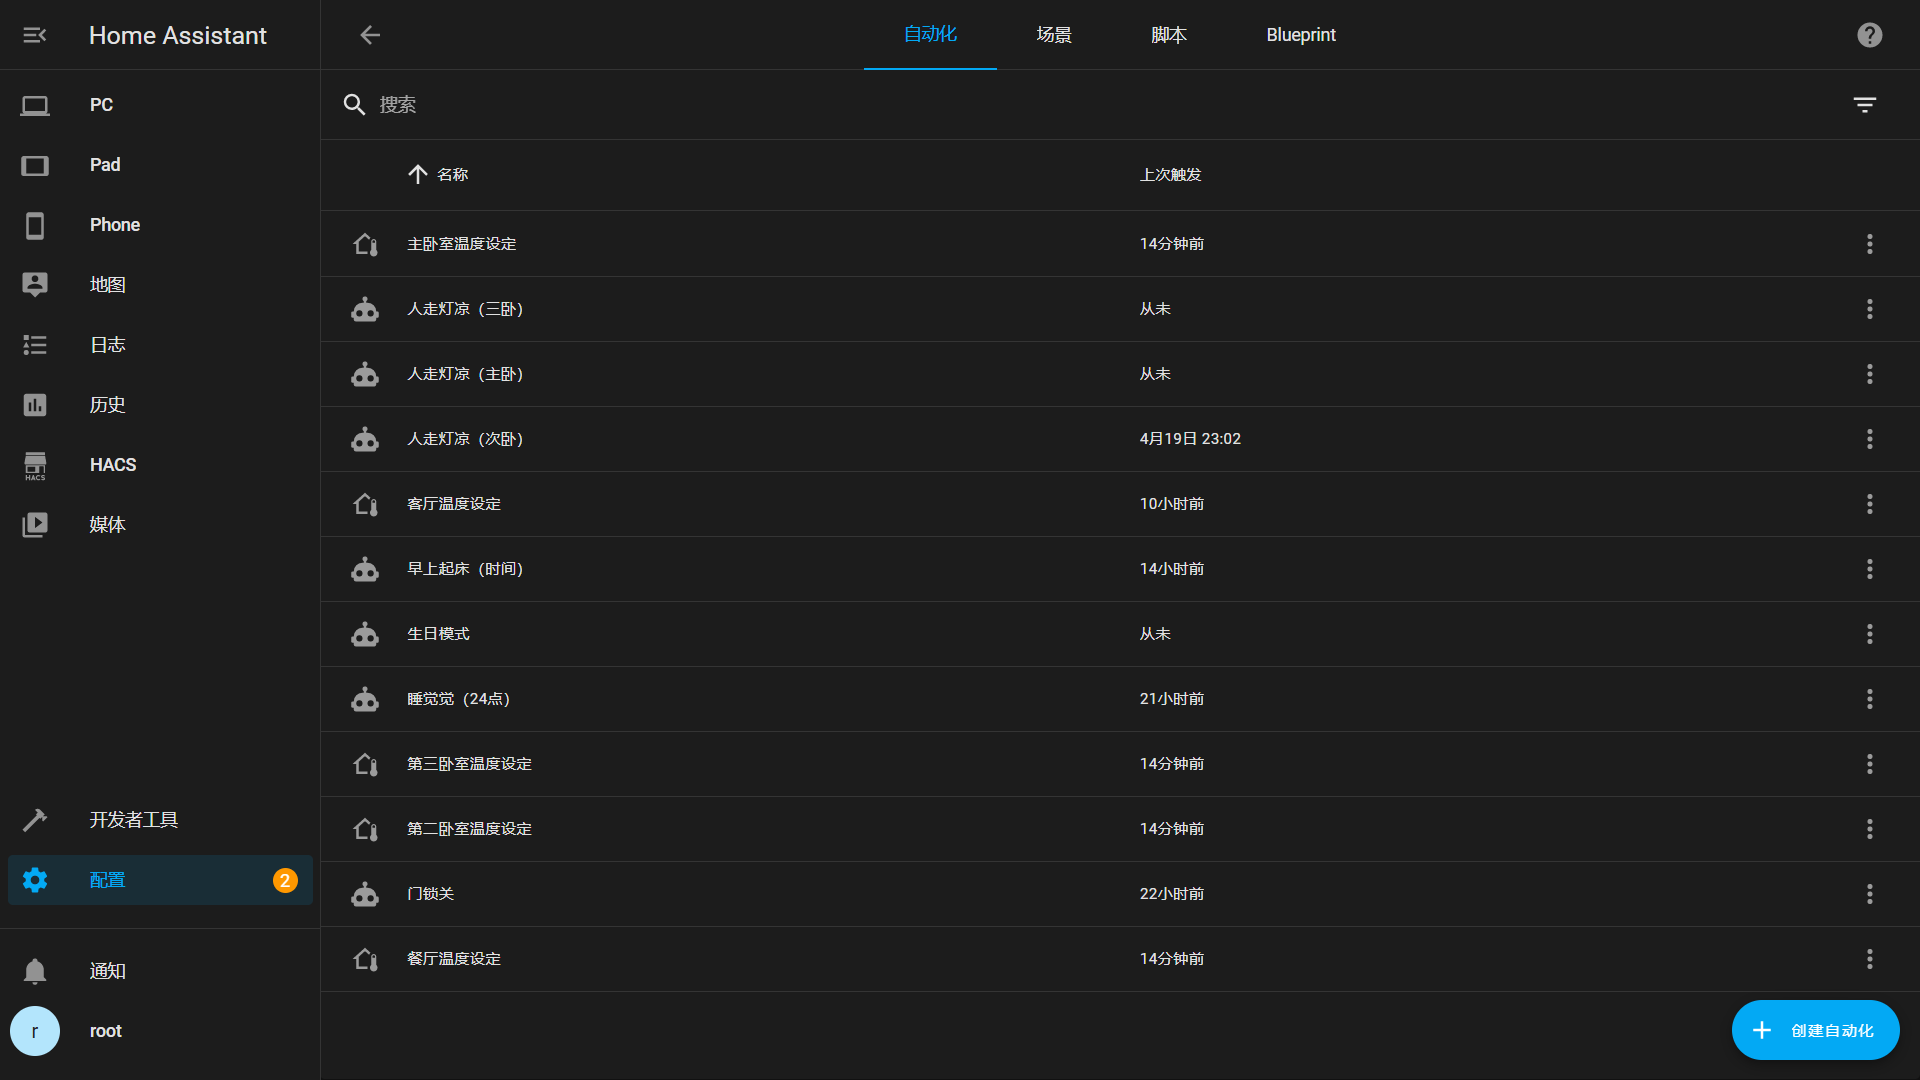 Home Assistant
PC
Pad
Phone
地图
日志
历史
HACS
HACS
媒体
开发者工具
配置
2
通知
r
root
自动化
场景
脚本
Blueprint
搜索
名称
上次触发
主卧室温度设定
14分钟前
人走灯凉（三卧）
从未
人走灯凉（主卧）
从未
人走灯凉（次卧）
4月19日 23:02
客厅温度设定
10小时前
早上起床（时间）
14小时前
生日模式
从未
睡觉觉（24点）
21小时前
第三卧室温度设定
14分钟前
第二卧室温度设定
14分钟前
门锁关
22小时前
餐厅温度设定
14分钟前
创建自动化